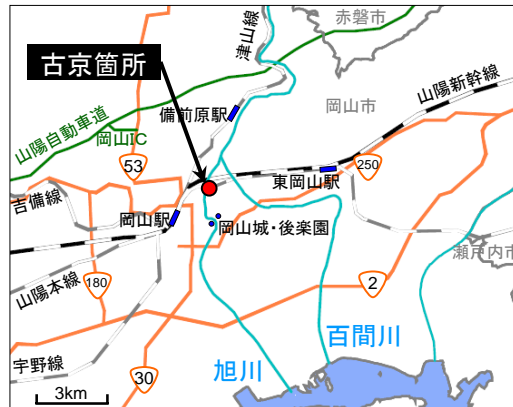 赤磐市
津山線
古京箇所
山陽新幹線
備前原駅
岡山市
山陽自動車道
岡山IC
53
250
東岡山駅
吉備線
岡山駅
岡山城・後楽園
瀬戸内市
180
2
山陽本線
百間川
旭川
宇野線
30
3km